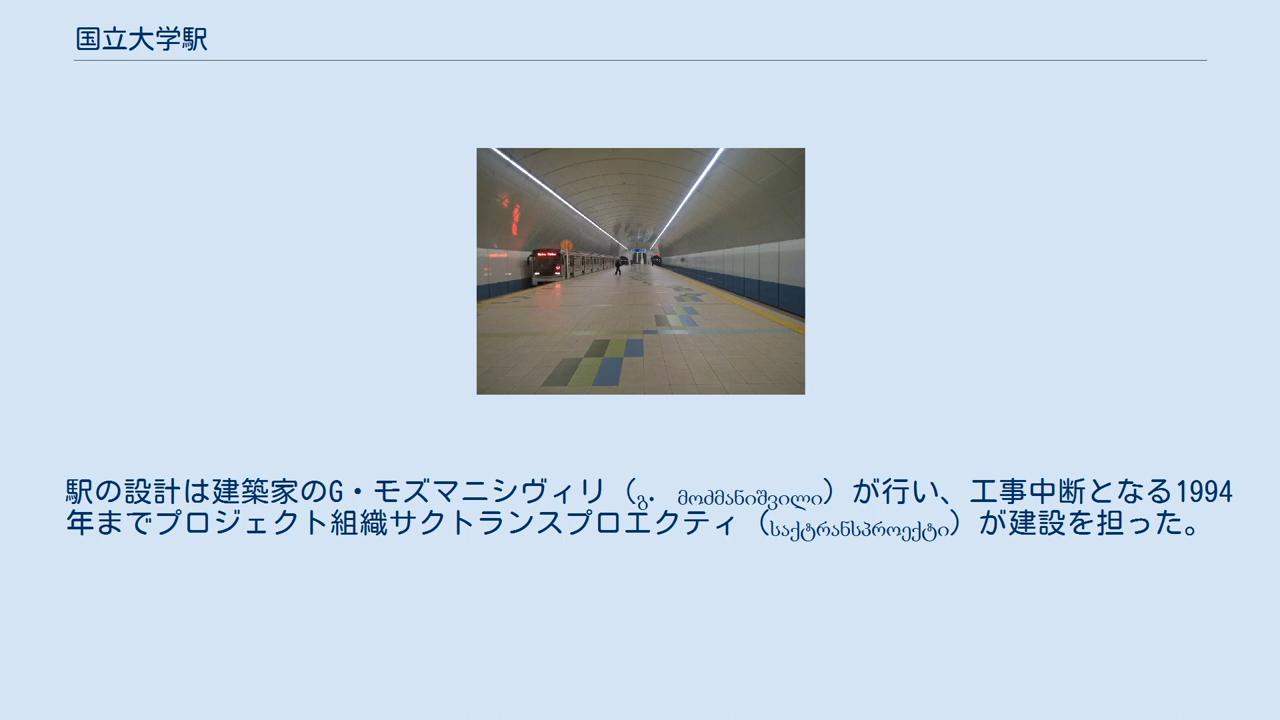 国立大学駅
駅の設計は建築家のG・モズマニシヴィリ（გ. მოძმანიშვილი）が行い、工事中断となる1994
年までプロジェクト組織サクトランスプロエクティ（საქტრანსპროექტი）が建設を担った。